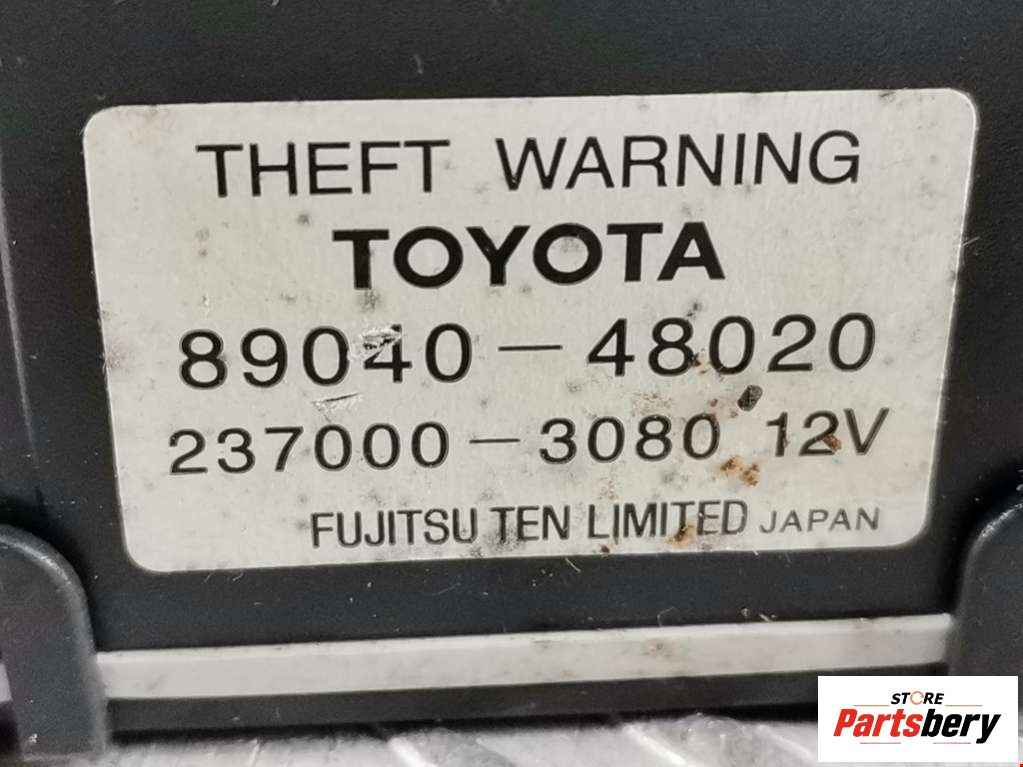 THEFT WARNING
TOYOTA
89040-48020
237000-3080 12V
FUJITSU TEN LIMITED JAPAN
STORE
Partsbery